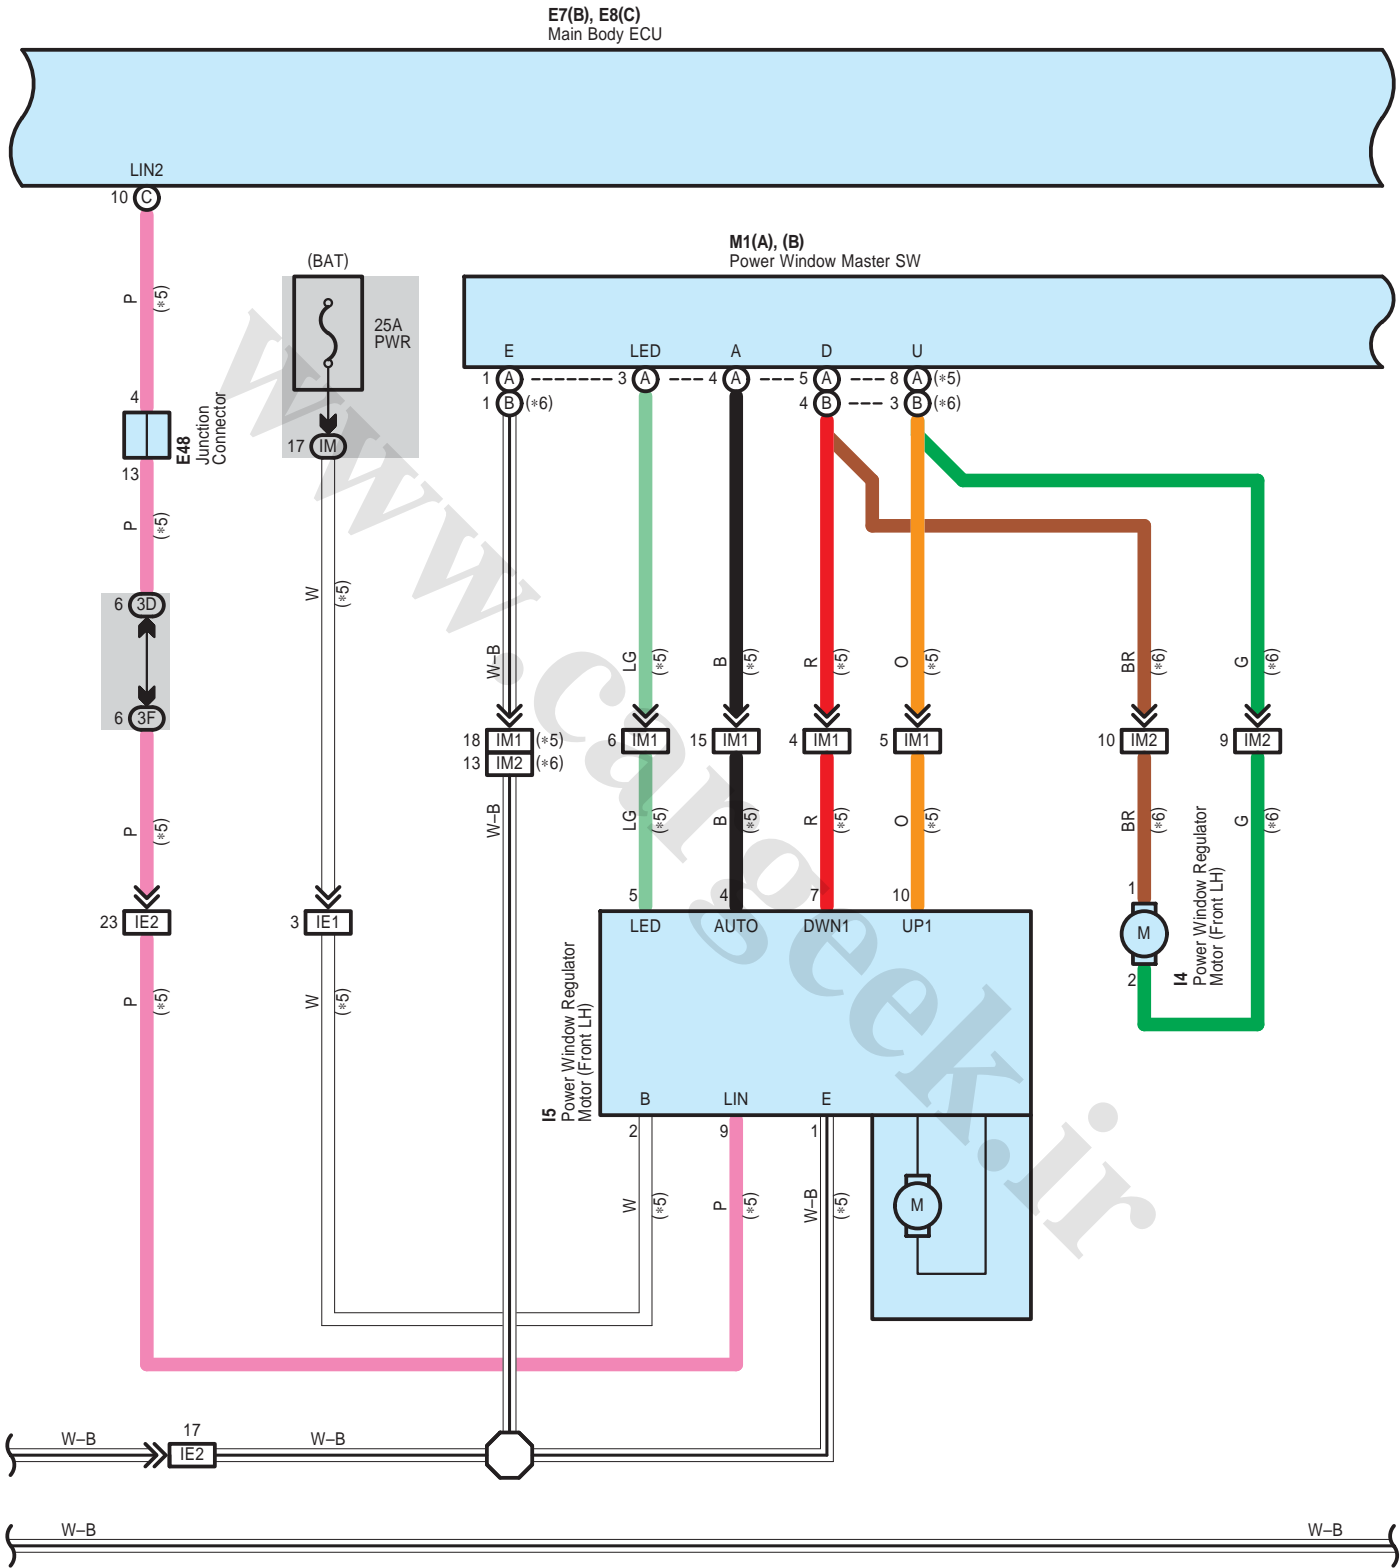 E7(B), E8(C)
Main Body ECU
LIN2
10 C
P
(*5)
4
E48
Junction
Connector
13
P
(*5)
6 3D
6 3F
P
(*5)
23 IE2
P
(*5)
(BAT)
25A
PWR
17 IM
W
(*5)
3 IE1
W
(*5)
M1(A), (B)
Power Window Master SW
E LED A D U
1 A 3 A 4 A 5 A 8 A (*5)
1 B (*6) 4 B 3 B (*6)
W–B
LG
(*5)
B
(*5)
R
(*5)
O
(*5)
BR
(*6)
G
(*6)
18 IM1 (*5) 6 IM1 15 IM1 4 IM1 5 IM1 10 IM2 9 IM2
13 IM2 (*6)
W–B
LG
(*5)
B
(*5)
R
(*5)
O
(*5)
BR
(*6)
G
(*6)
5 4 7 10
LED AUTO DWN1 UP1
I5
Power Window Regulator
Motor (Front LH)
1
M
2
I4
Power Window Regulator
Motor (Front LH)
B LIN E
2 9 1
W
(*5)
P
(*5)
W–B
(*5)
M
W–B
17
IE2
W–B
W–B
W–B
www.cargeek.ir